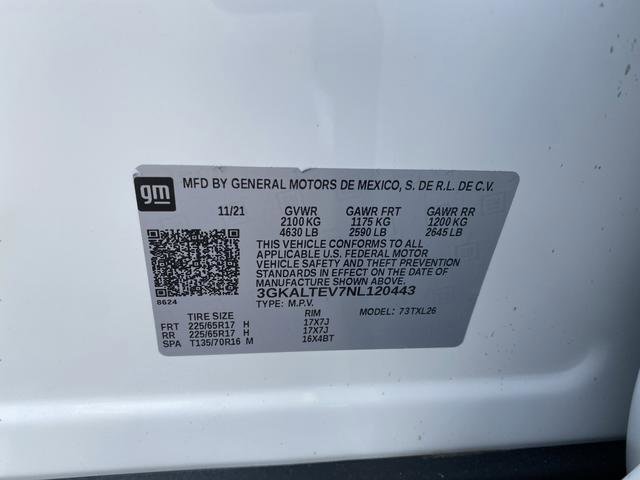 gm MFD BY GENERAL MOTORS DE MEXICO, S. DE R.L. DE C.V.
11/21 GVWR GAWR FRT GAWR RR
2100 KG 1175 KG 1200 KG
4630 LB 2590 LB 2645 LB
THIS VEHICLE CONFORMS TO ALL
APPLICABLE U.S. FEDERAL MOTOR
VEHICLE SAFETY AND THEFT PREVENTION
STANDARDS IN EFFECT ON THE DATE OF
MANUFACTURE SHOWN ABOVE.
3GKALTEV7NL120443
8624 TYPE: M.P.V. MODEL: 73TXL26
TIRE SIZE RIM
FRT 225/65R17 H 17X7J
RR 225/65R17 H 17X7J
SPA T135/70R16 M 16X4BT